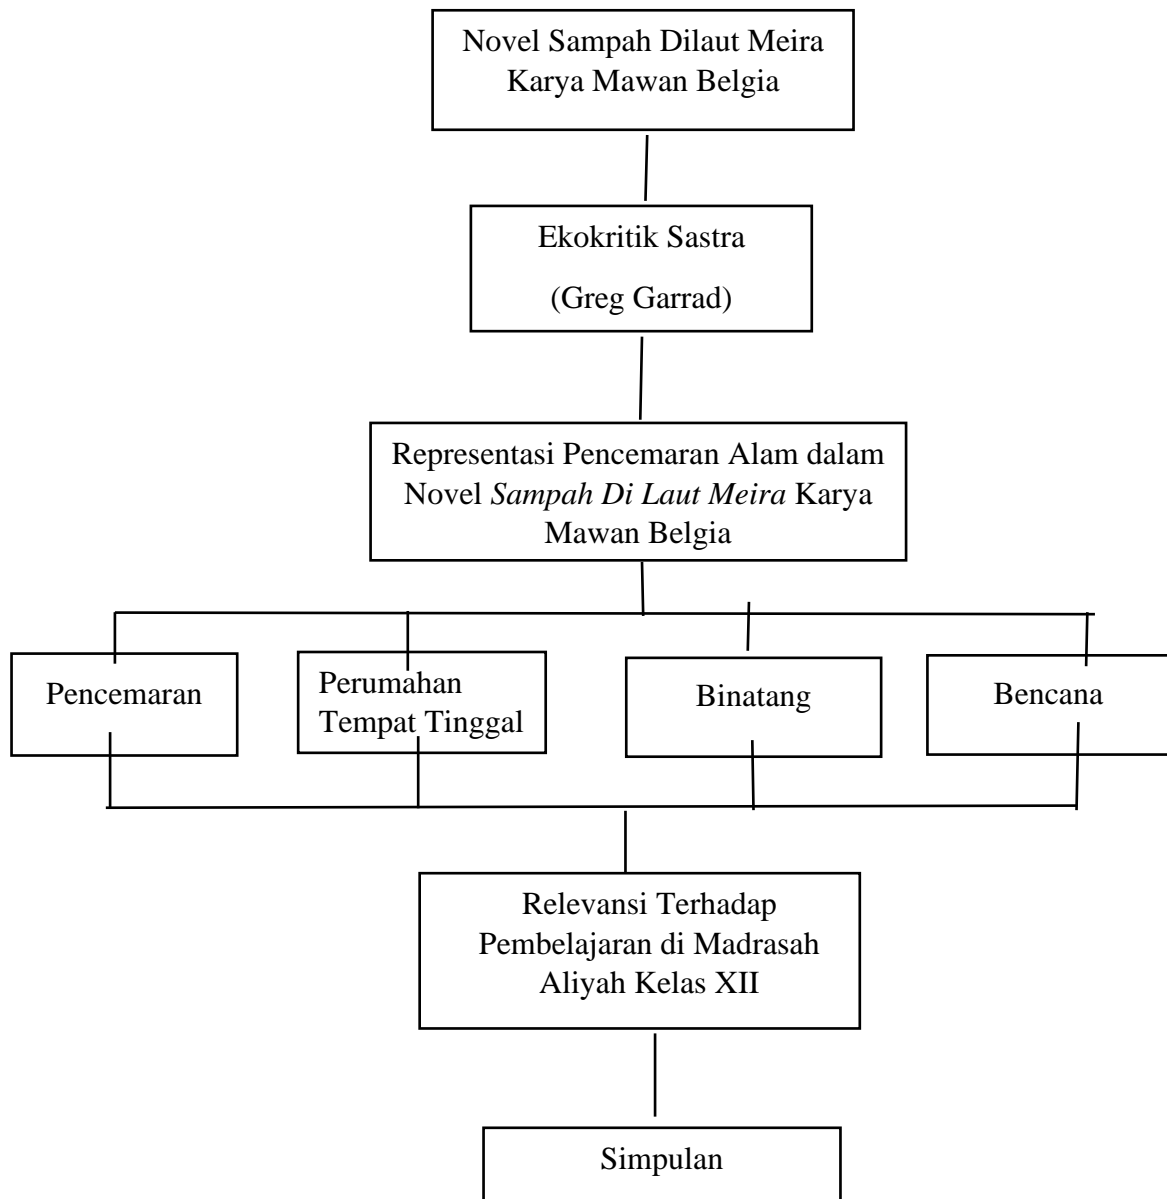 Novel Sampah Dilaut Meira
Karya Mawan Belgia
Ekokritik Sastra
(Greg Garrad)
Representasi Pencemaran Alam dalam
Novel Sampah Di Laut Meira Karya
Mawan Belgia
Pencemaran
Perumahan
Tempat Tinggal
Binatang
Bencana
Relevansi Terhadap
Pembelajaran di Madrasah
Aliyah Kelas XII
Simpulan